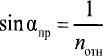 sin α_пр = 1/n_отн